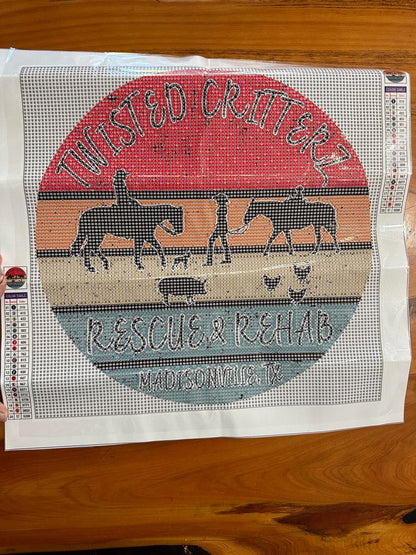 TWISTED CRITTERZ
RESCUE & REHAB
MADISONVILLE, TX